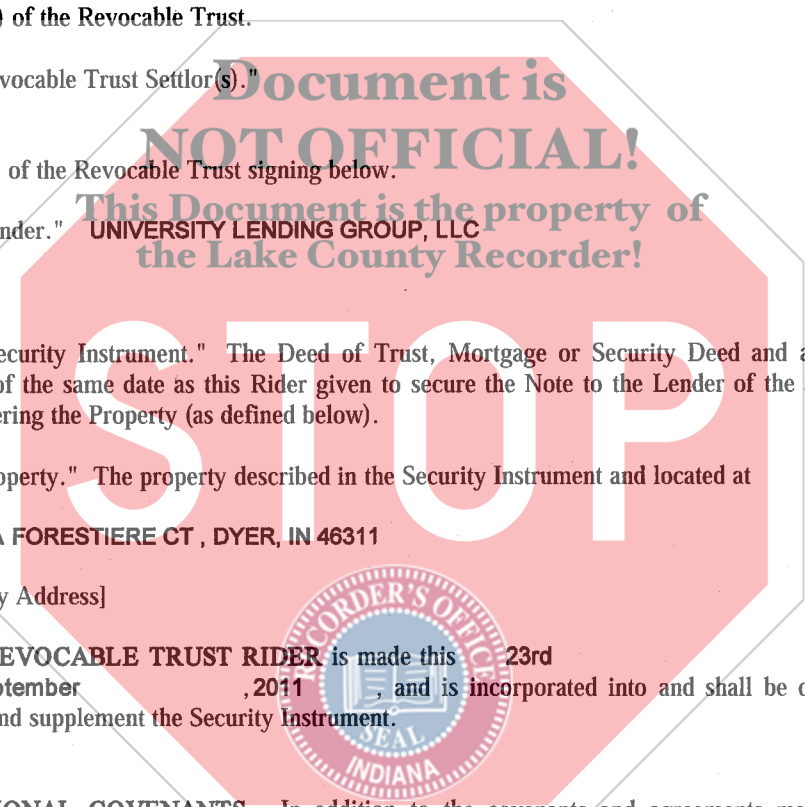 ) of the Revocable Trust.
vocable Trust Settlor(s)."
Document is
NOT OFFICIAL!
of the Revocable Trust signing below.
This Document is the property of
nder." UNIVERSITY LENDING GROUP, LLC
the Lake County Recorder!
ecurity Instrument." The Deed of Trust, Mortgage or Security Deed and a
of the same date as this Rider given to secure the Note to the Lender of the
ering the Property (as defined below).
STOP
operty." The property described in the Security Instrument and located at
A FORESTIERE CT , DYER, IN 46311
y Address]
RECORDER'S OFFICE
EVOCABLE TRUST RIDER is made this 23rd
ptember , 2011 , and is incorporated into and shall be d
nd supplement the Security Instrument.
SEAL
INDIANA
IONAL COVENANTS. In addition to the covenants and agreements ma